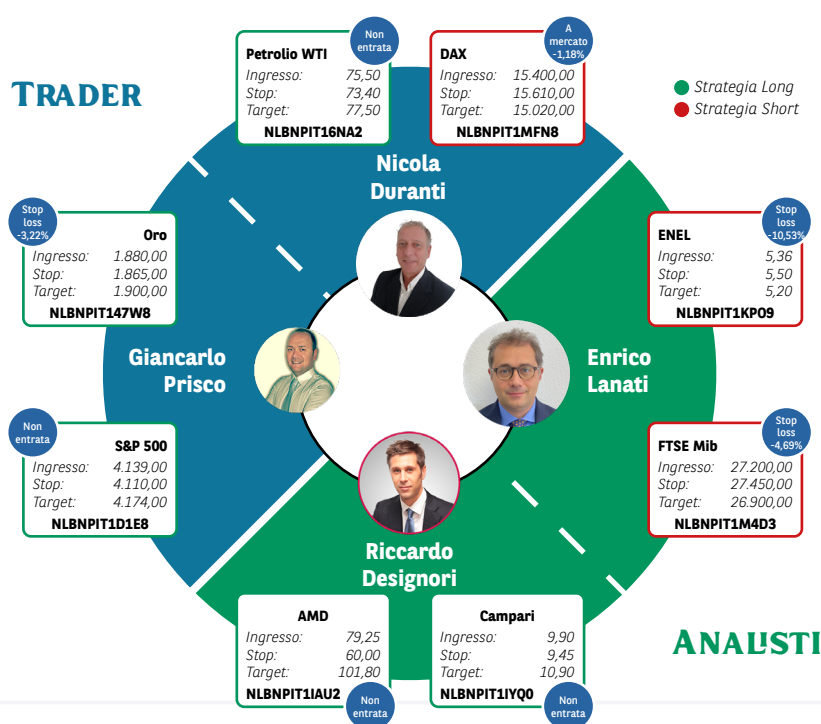 TRADER
Petrolio WTI
Ingresso: 75,50
Stop: 73,40
Target: 77,50
NLBNPIT16NA2
Non
entrata
DAX
Ingresso: 15.400,00
Stop: 15.610,00
Target: 15.020,00
NLBNPIT1MFN8
A
mercato
-1,18%
Strategia Long
Strategia Short
Nicola
Duranti
Stop
loss
-3,22%
Oro
Ingresso: 1.880,00
Stop: 1.865,00
Target: 1.900,00
NLBNPIT147W8
Stop
loss
-10,53%
ENEL
Ingresso: 5,36
Stop: 5,50
Target: 5,20
NLBNPIT1KPO9
Giancarlo
Prisco
Enrico
Lanati
Non
entrata
S&P 500
Ingresso: 4.139,00
Stop: 4.110,00
Target: 4.174,00
NLBNPIT1D1E8
Stop
loss
-4,69%
FTSE Mib
Ingresso: 27.200,00
Stop: 27.450,00
Target: 26.900,00
NLBNPIT1M4D3
Riccardo
Designori
AMD
Ingresso: 79,25
Stop: 60,00
Target: 101,80
NLBNPIT1IAU2
Non
entrata
Campari
Ingresso: 9,90
Stop: 9,45
Target: 10,90
NLBNPIT1IYQ0
Non
entrata
ANALISTI